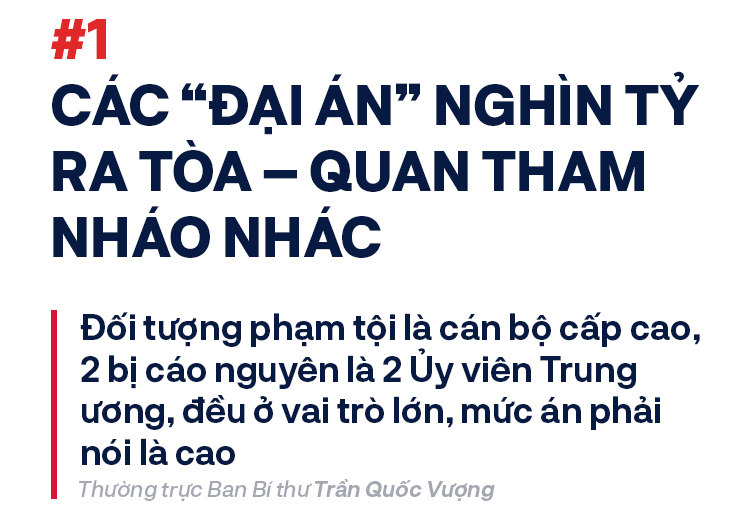 #1
CÁC “ĐẠI ÁN” NGHÌN TỶ
RA TÒA – QUAN THAM
NHÁO NHÁC
Đối tượng phạm tội là cán bộ cấp cao,
2 bị cáo nguyên là 2 Ủy viên Trung
ương, đều ở vai trò lớn, mức án phải
nói là cao
Thường trực Ban Bí thư Trần Quốc Vượng